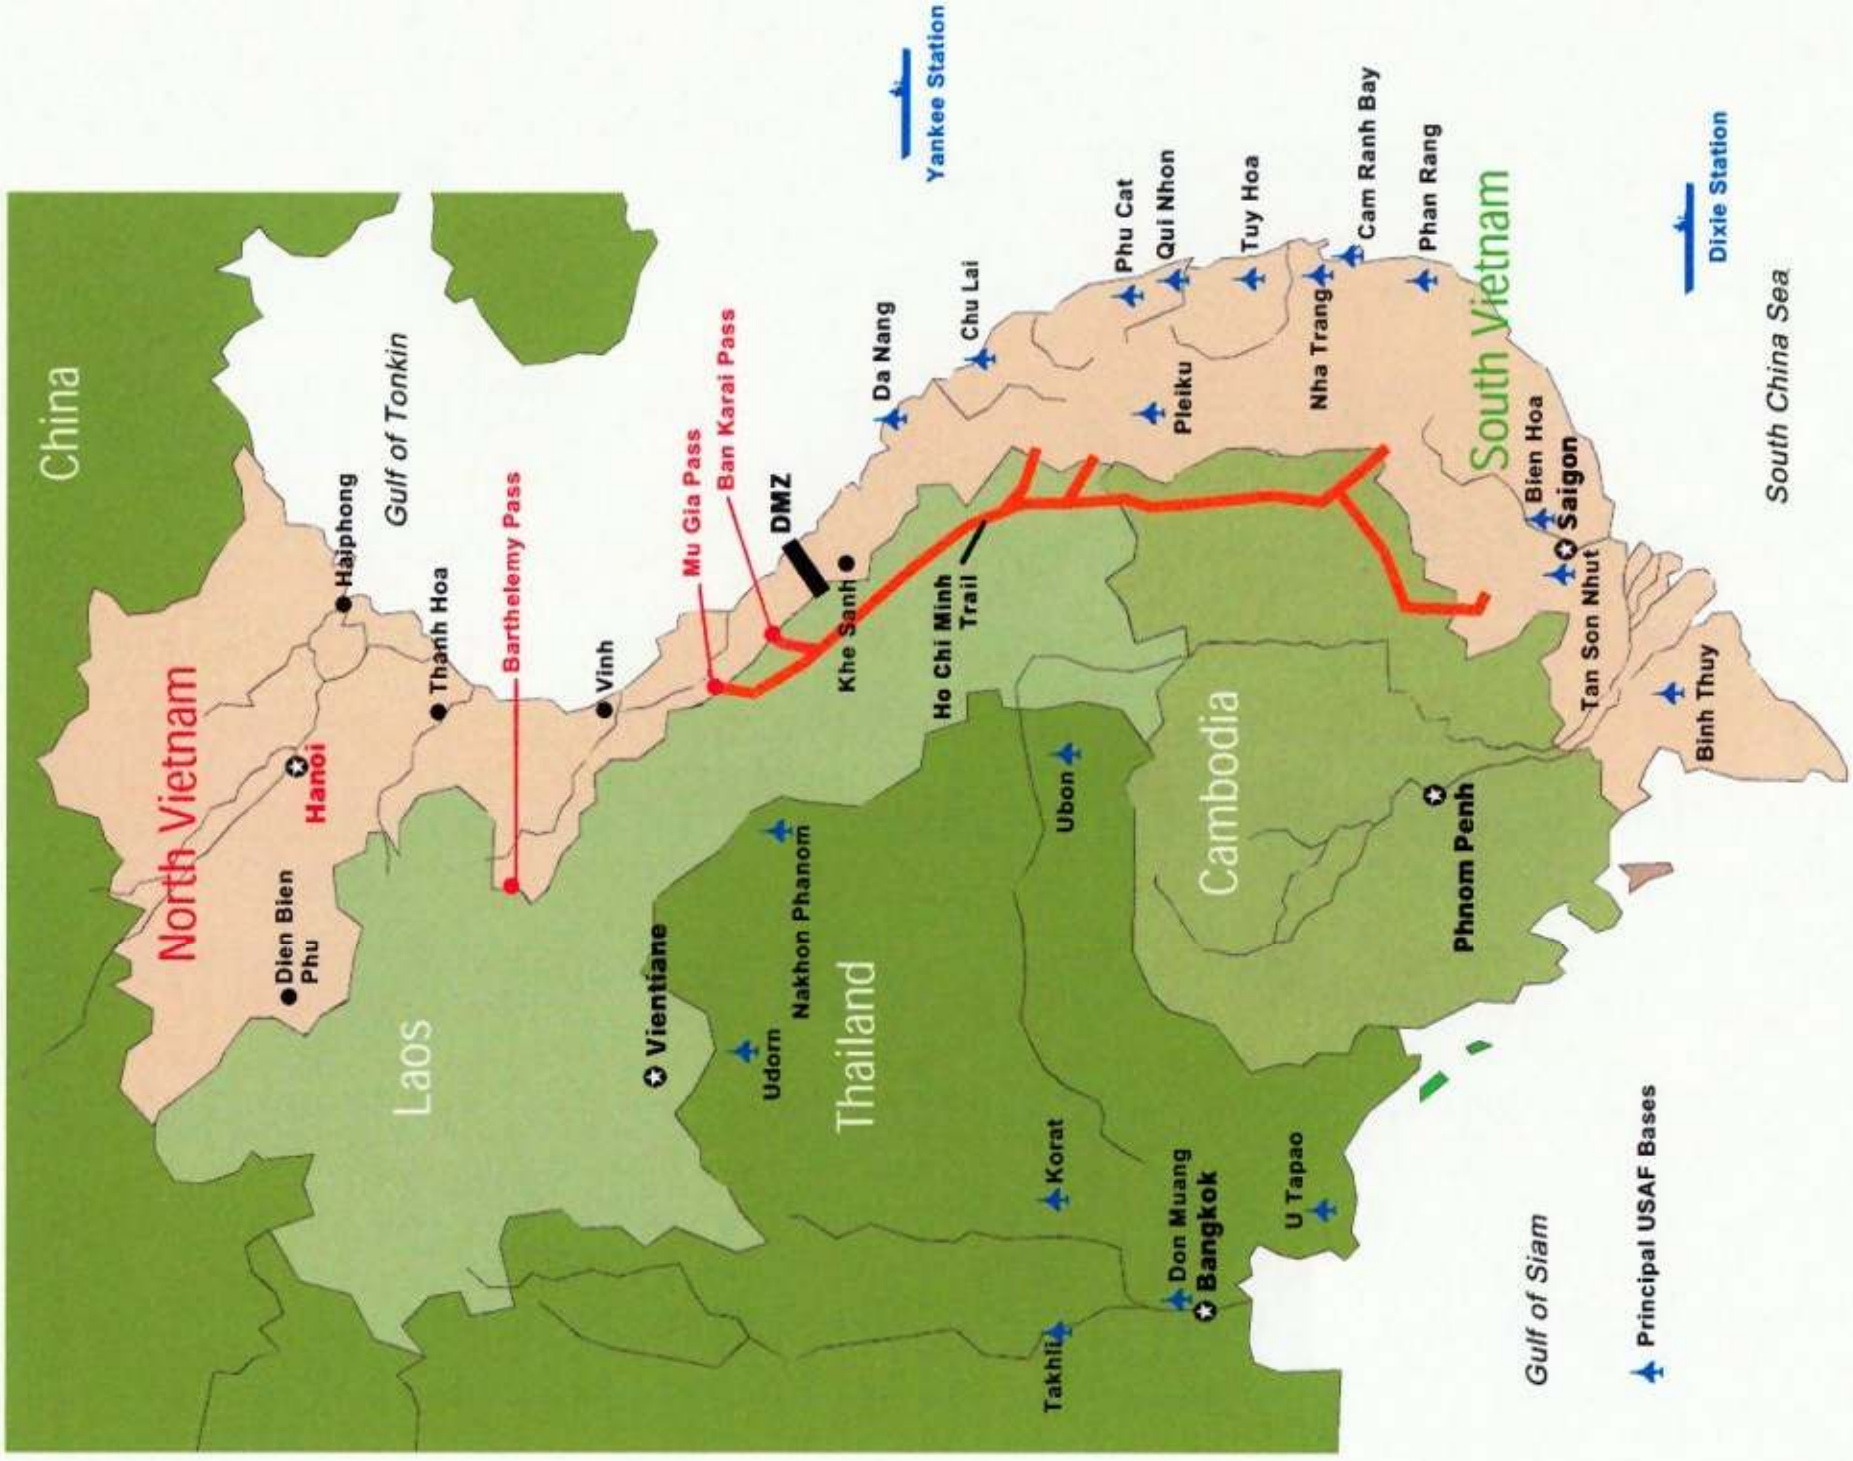 China
North Vietnam
Dien Bien
Phu
Hanoi
Haiphong
Gulf of Tonkin
Laos
Thanh Hoa
Barthelemy Pass
Vinh
Vientiane
Mu Gia Pass
Ban Karai Pass
Udorn
DMZ
Nakhon Phanom
Thailand
Khe Sanh
Da Nang
Yankee Station
Ho Chi Minh
Trail
Chu Lai
Takhli
Korat
Ubon
Phu Cat
Qui Nhon
Pleiku
Don Muang
Bangkok
Cambodia
Tuy Hoa
U Tapao
Nha Trang
Cam Ranh Bay
Phan Rang
Phnom Penh
South Vietnam
Gulf of Siam
Bien Hoa
Saigon
Tan Son Nhut
Principal USAF Bases
Binh Thuy
Dixie Station
South China Sea